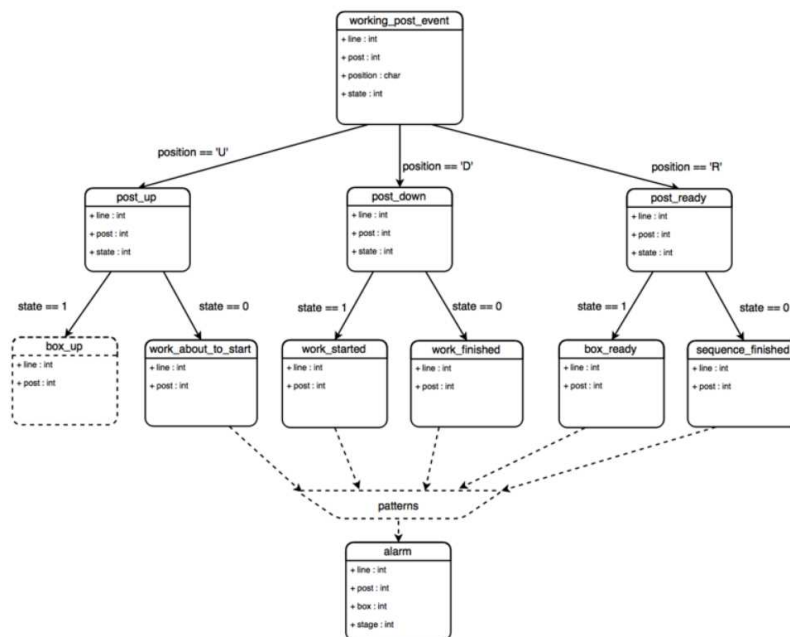 working_post_event
+ line : int
+ post : int
+ position : char
+ state : int
position == 'U'
position == 'D'
position == 'R'
post_up
+ line : int
+ post : int
+ state : int
post_down
+ line : int
+ post : int
+ state : int
post_ready
+ line : int
+ post : int
+ state : int
state == 1
state == 0
state == 1
state == 0
state == 1
state == 0
box_up
+ line : int
+ post : int
work_about_to_start
+ line : int
+ post : int
work_started
+ line : int
+ post : int
work_finished
+ line : int
+ post : int
box_ready
+ line : int
+ post : int
sequence_finished
+ line : int
+ post : int
patterns
alarm
+ line : int
+ post : int
+ box : int
+ stage : int